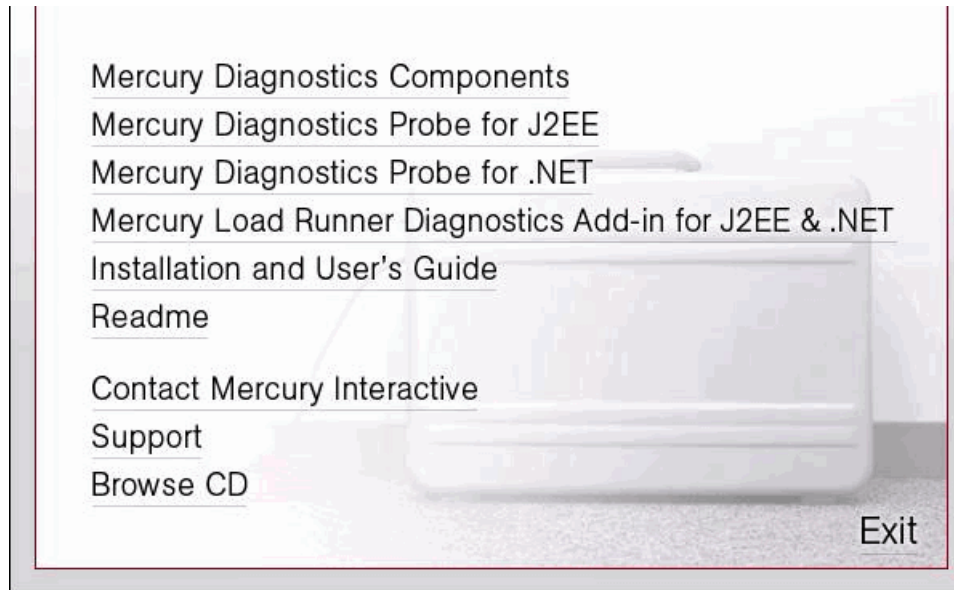 Mercury Diagnostics Components
Mercury Diagnostics Probe for J2EE
Mercury Diagnostics Probe for .NET
Mercury Load Runner Diagnostics Add-in for J2EE & .NET
Installation and User's Guide
Readme
Contact Mercury Interactive
Support
Browse CD
Exit